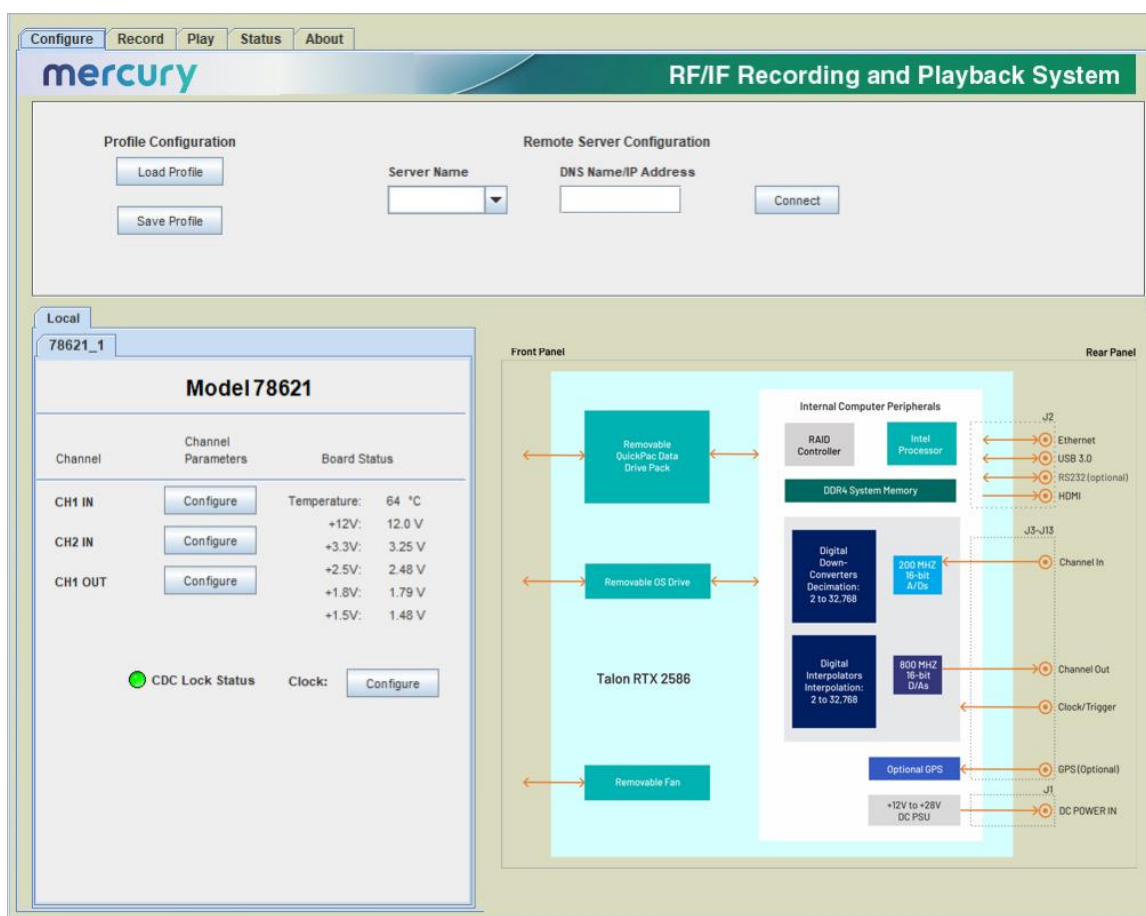 Configure Record Play Status About
mercury
RF/IF Recording and Playback System
Profile Configuration
Load Profile
Save Profile
Remote Server Configuration
Server Name
DNS Name/IP Address
Connect
Local
78621_1
Model 78621
Channel
Channel
Parameters
Board Status
CH1 IN
Configure
CH2 IN
Configure
CH1 OUT
Configure
Temperature: 64 °C
+12V: 12.0 V
+3.3V: 3.25 V
+2.5V: 2.48 V
+1.8V: 1.79 V
+1.5V: 1.48 V
CDC Lock Status
Clock:
Configure
Front Panel
Rear Panel
Removable
QuickPac Data
Drive Pack
Removable OS Drive
Talon RTX 2586
Removable Fan
Internal Computer Peripherals
RAID
Controller
Intel
Processor
DDR4 System Memory
Digital
Down-
Converters
Decimation:
2 to 32,768
200 MHZ
16-bit
A/Ds
Digital
Interpolators
Interpolation:
2 to 32,768
800 MHZ
16-bit
D/As
Optional GPS
+12V to +28V
DC PSU
J2
Ethernet
USB 3.0
RS232 (optional)
HDMI
J3-J13
Channel In
Channel Out
Clock/Trigger
GPS (Optional)
J1
DC POWER IN